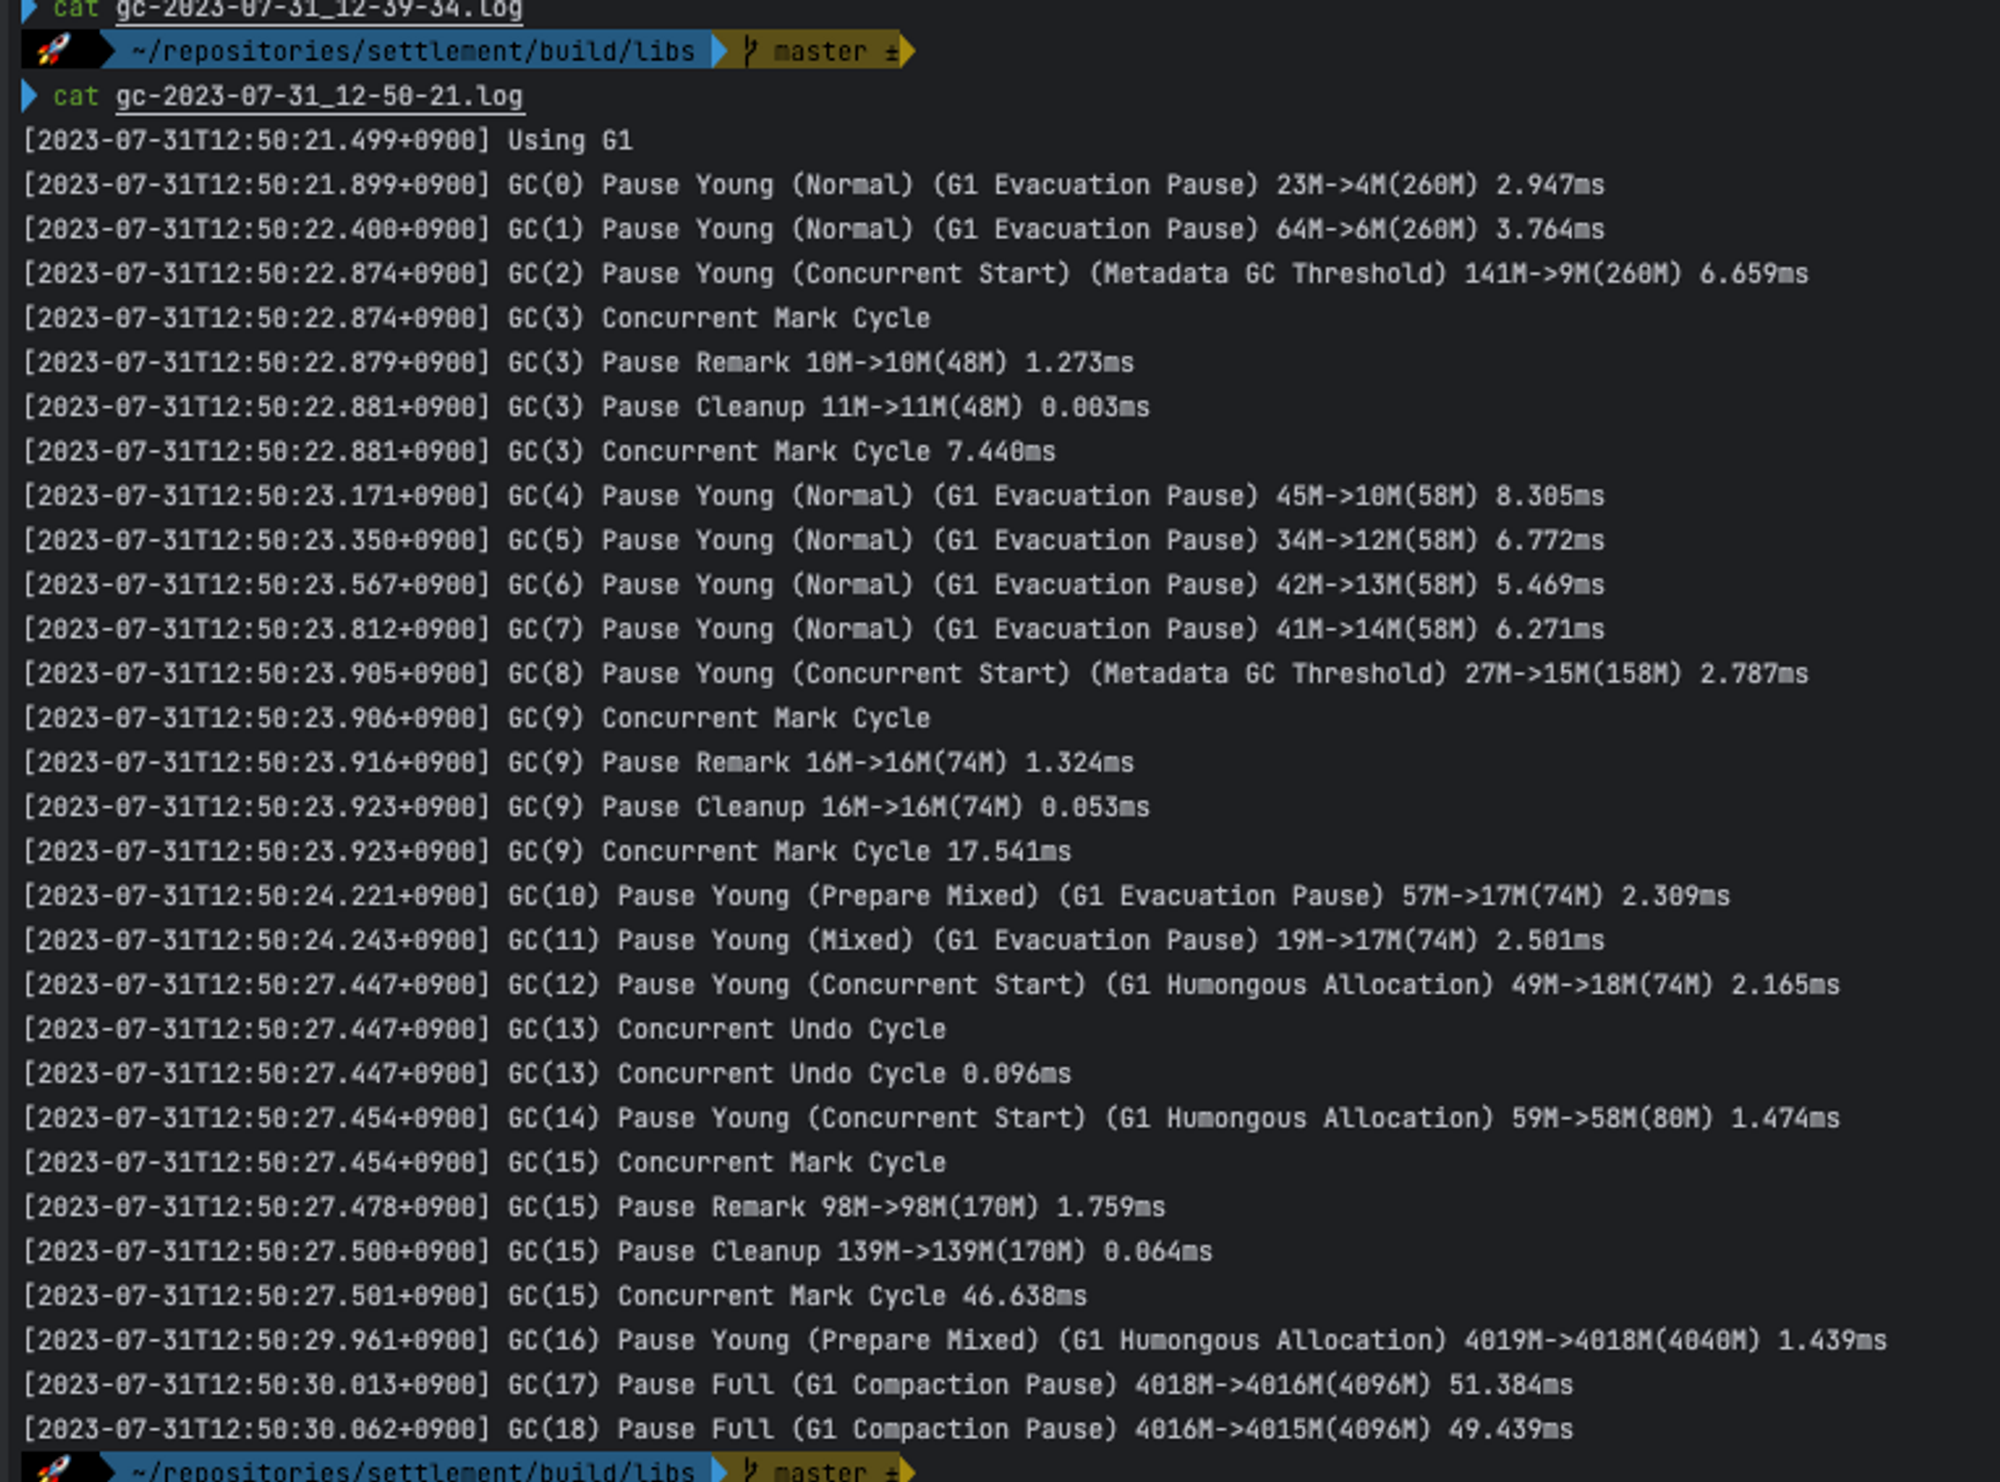 cat gc-2023-07-31_12-39-34.log
~/repositories/settlement/build/libs master ±
cat gc-2023-07-31_12-50-21.log
[2023-07-31T12:50:21.499+0900] Using G1
[2023-07-31T12:50:21.899+0900] GC(0) Pause Young (Normal) (G1 Evacuation Pause) 23M->4M(260M) 2.947ms
[2023-07-31T12:50:22.400+0900] GC(1) Pause Young (Normal) (G1 Evacuation Pause) 64M->6M(260M) 3.764ms
[2023-07-31T12:50:22.874+0900] GC(2) Pause Young (Concurrent Start) (Metadata GC Threshold) 141M->9M(260M) 6.659ms
[2023-07-31T12:50:22.874+0900] GC(3) Concurrent Mark Cycle
[2023-07-31T12:50:22.879+0900] GC(3) Pause Remark 10M->10M(48M) 1.273ms
[2023-07-31T12:50:22.881+0900] GC(3) Pause Cleanup 11M->11M(48M) 0.003ms
[2023-07-31T12:50:22.881+0900] GC(3) Concurrent Mark Cycle 7.440ms
[2023-07-31T12:50:23.171+0900] GC(4) Pause Young (Normal) (G1 Evacuation Pause) 45M->10M(58M) 8.305ms
[2023-07-31T12:50:23.350+0900] GC(5) Pause Young (Normal) (G1 Evacuation Pause) 34M->12M(58M) 6.772ms
[2023-07-31T12:50:23.567+0900] GC(6) Pause Young (Normal) (G1 Evacuation Pause) 42M->13M(58M) 5.469ms
[2023-07-31T12:50:23.812+0900] GC(7) Pause Young (Normal) (G1 Evacuation Pause) 41M->14M(58M) 6.271ms
[2023-07-31T12:50:23.905+0900] GC(8) Pause Young (Concurrent Start) (Metadata GC Threshold) 27M->15M(158M) 2.787ms
[2023-07-31T12:50:23.906+0900] GC(9) Concurrent Mark Cycle
[2023-07-31T12:50:23.916+0900] GC(9) Pause Remark 16M->16M(74M) 1.324ms
[2023-07-31T12:50:23.923+0900] GC(9) Pause Cleanup 16M->16M(74M) 0.053ms
[2023-07-31T12:50:23.923+0900] GC(9) Concurrent Mark Cycle 17.541ms
[2023-07-31T12:50:24.221+0900] GC(10) Pause Young (Prepare Mixed) (G1 Evacuation Pause) 57M->17M(74M) 2.309ms
[2023-07-31T12:50:24.243+0900] GC(11) Pause Young (Mixed) (G1 Evacuation Pause) 19M->17M(74M) 2.501ms
[2023-07-31T12:50:27.447+0900] GC(12) Pause Young (Concurrent Start) (G1 Humongous Allocation) 49M->18M(74M) 2.165ms
[2023-07-31T12:50:27.447+0900] GC(13) Concurrent Undo Cycle
[2023-07-31T12:50:27.447+0900] GC(13) Concurrent Undo Cycle 0.096ms
[2023-07-31T12:50:27.454+0900] GC(14) Pause Young (Concurrent Start) (G1 Humongous Allocation) 59M->58M(80M) 1.474ms
[2023-07-31T12:50:27.454+0900] GC(15) Concurrent Mark Cycle
[2023-07-31T12:50:27.478+0900] GC(15) Pause Remark 98M->98M(170M) 1.759ms
[2023-07-31T12:50:27.500+0900] GC(15) Pause Cleanup 139M->139M(170M) 0.064ms
[2023-07-31T12:50:27.501+0900] GC(15) Concurrent Mark Cycle 46.638ms
[2023-07-31T12:50:29.961+0900] GC(16) Pause Young (Prepare Mixed) (G1 Humongous Allocation) 4019M->4018M(4040M) 1.439ms
[2023-07-31T12:50:30.013+0900] GC(17) Pause Full (G1 Compaction Pause) 4018M->4016M(4096M) 51.384ms
[2023-07-31T12:50:30.062+0900] GC(18) Pause Full (G1 Compaction Pause) 4016M->4015M(4096M) 49.439ms
~/repositories/settlement/build/libs master ±